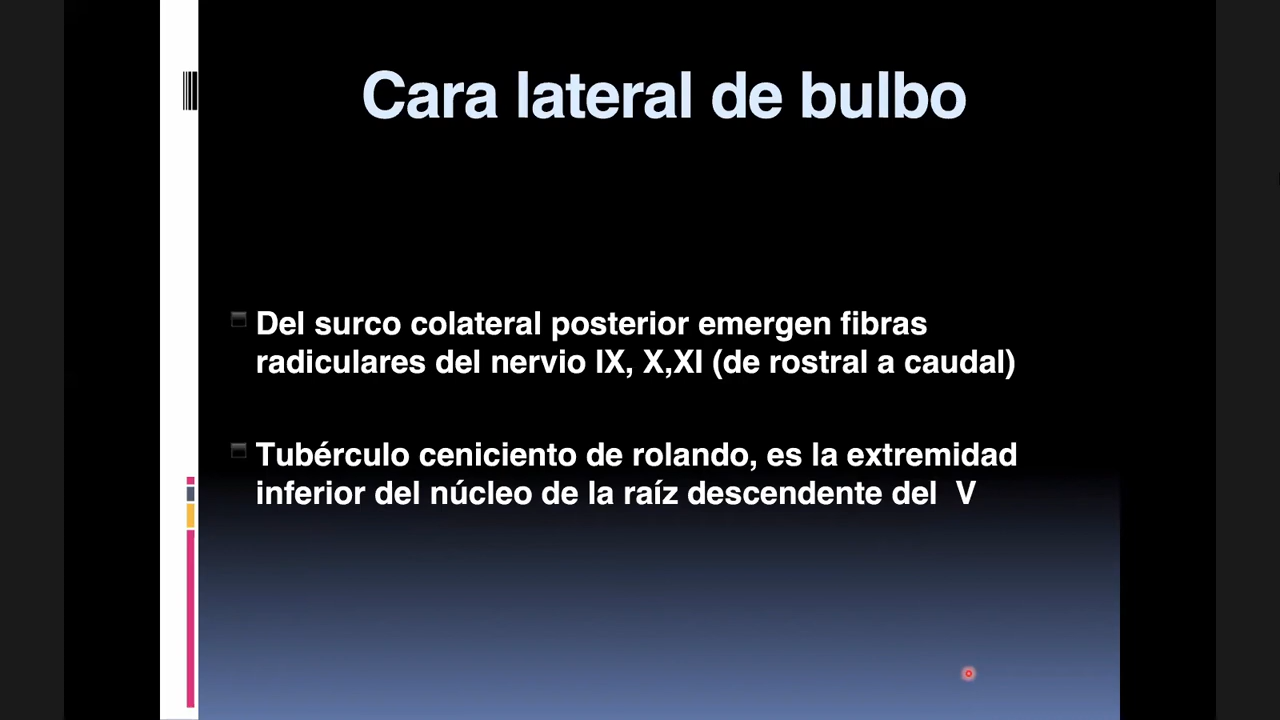 Cara lateral de bulbo
Del surco colateral posterior emergen fibras
radiculares del nervio IX, X,XI (de rostral a caudal)
Tubérculo ceniciento de rolando, es la extremidad
inferior del núcleo de la raíz descendente del  V